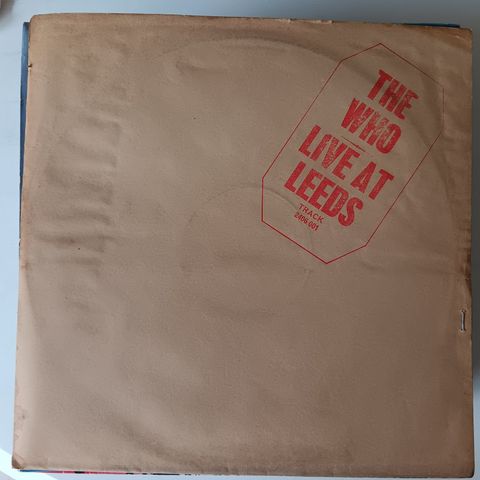 THE
WHO
LIVE AT
LEEDS
TRACK
2406 001